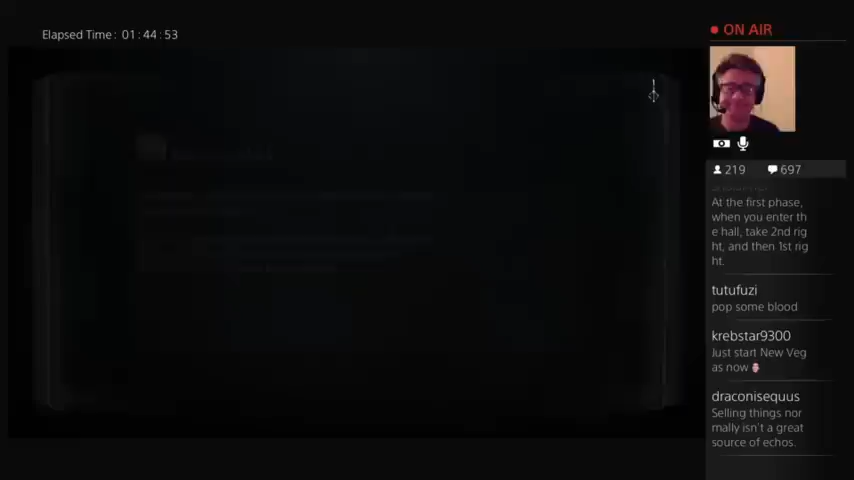 Elapsed Time: 01:44:53
ON AIR
219
697
At the first phase,
when you enter th
e hall, take 2nd rig
ht, and then 1st rig
ht.
tutufuzi
pop some blood
krebstar9300
Just start New Veg
as now
draconisequus
Selling things nor
mally isn't a great
source of echos.